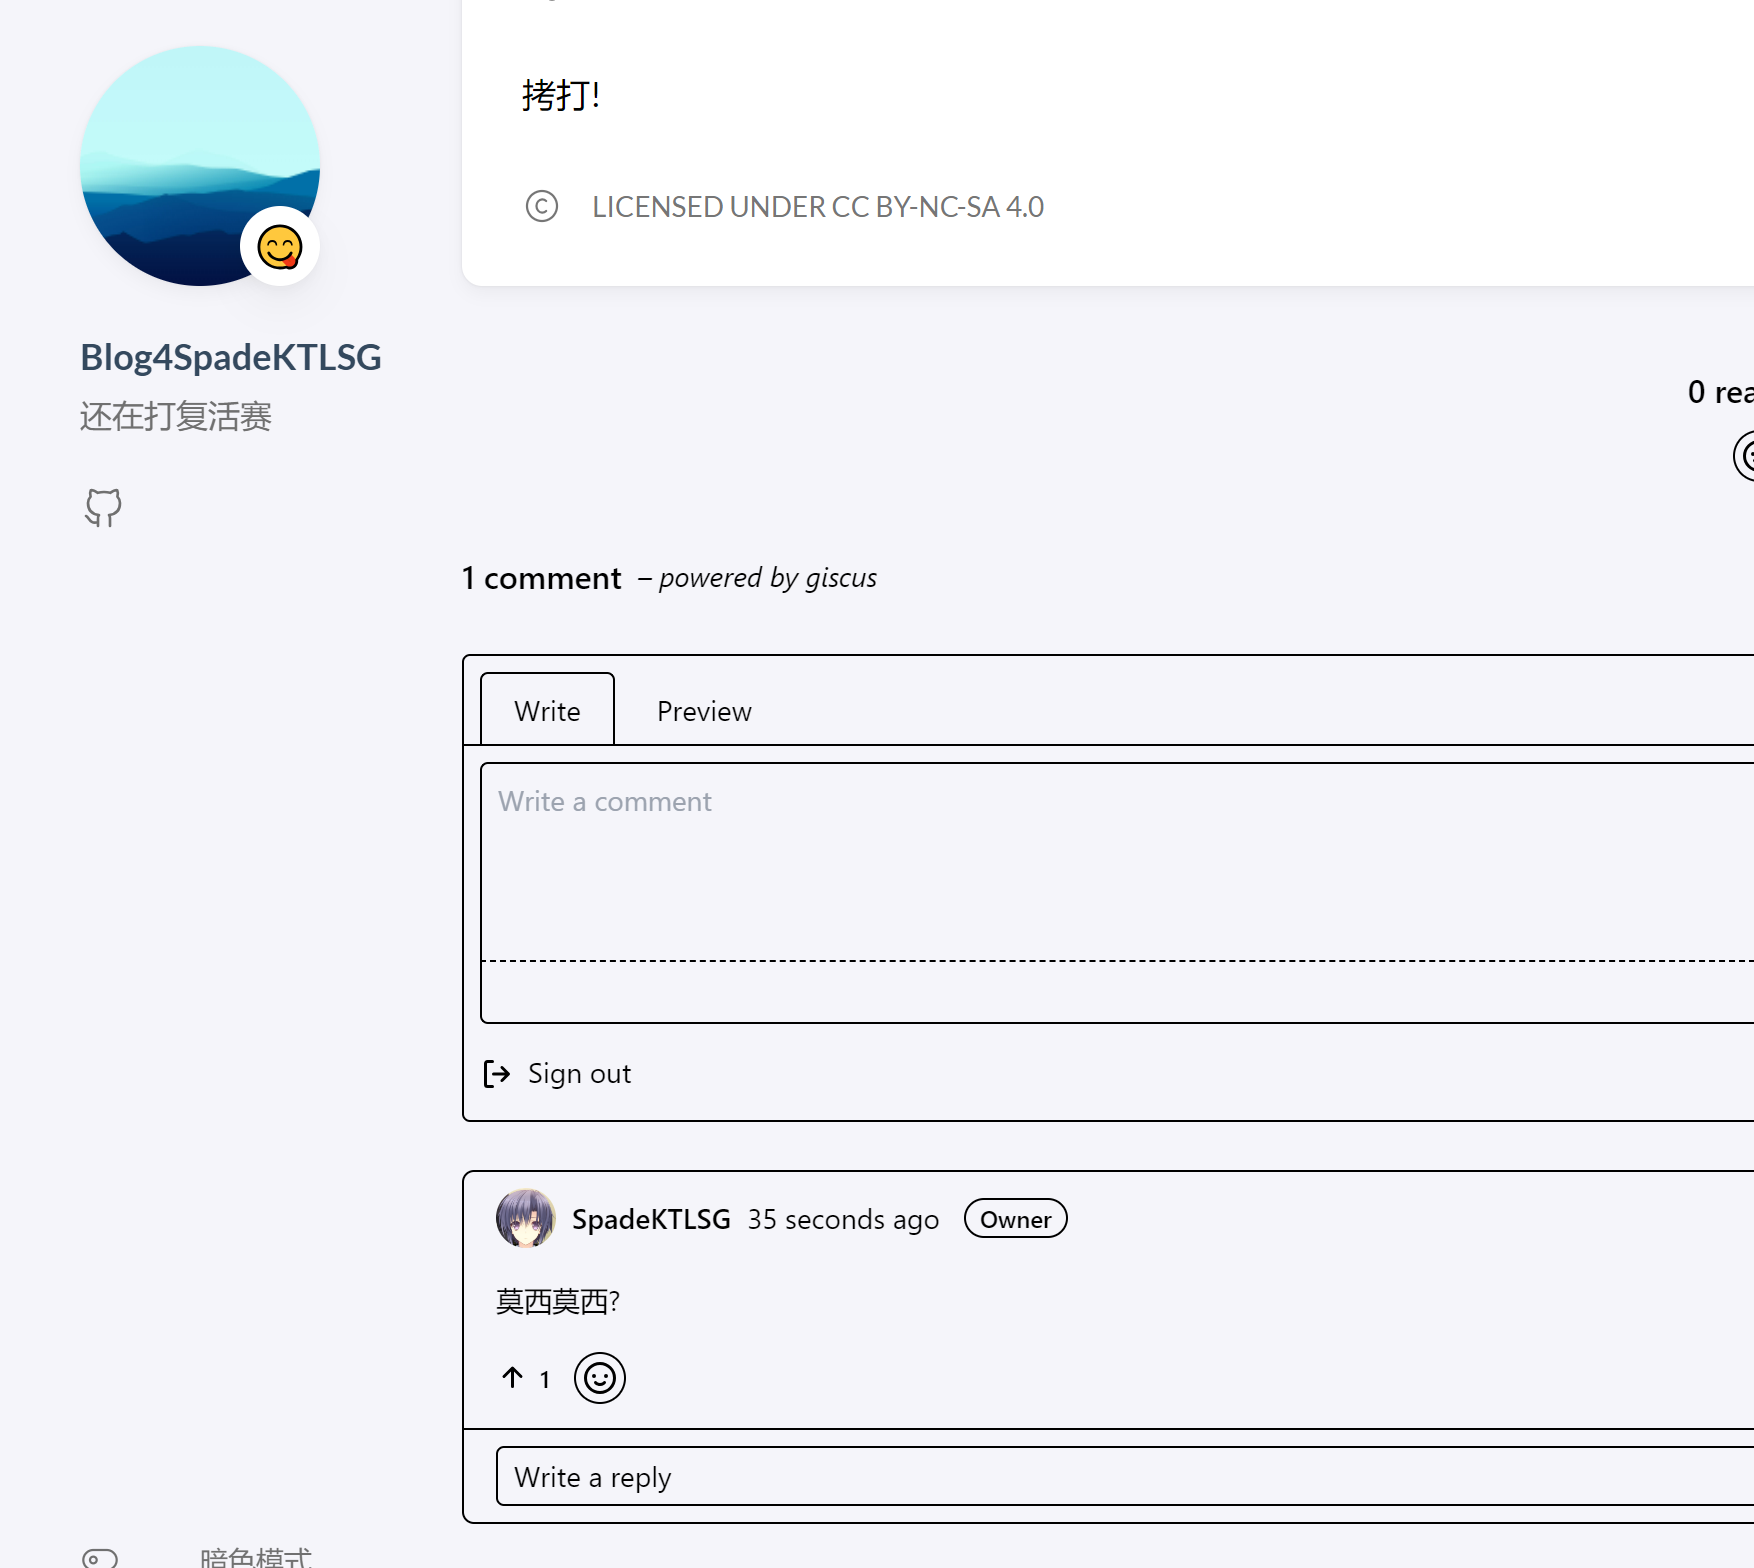 拷打!
LICENSED UNDER CC BY-NC-SA 4.0
Blog4SpadeKTLSG
还在打复活赛
0
1 comment – powered by giscus
Write Preview
Write a comment
Sign out
SpadeKTLSG 35 seconds ago Owner
莫西莫西?
1
Write a reply
暗色模式